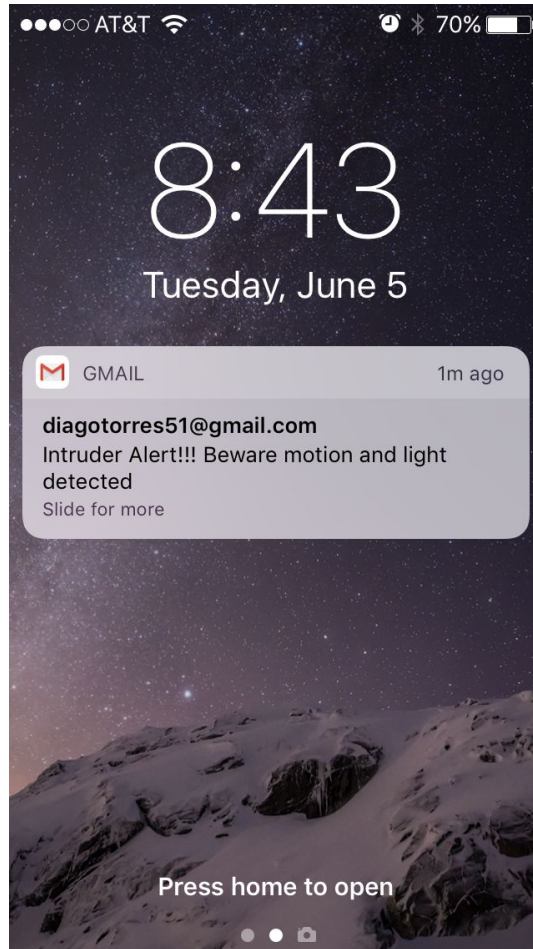 AT&T 70%
8:43
Tuesday, June 5
GMAIL 1m ago
diagotorres51@gmail.com
Intruder Alert!!! Beware motion and light
detected
Slide for more
Press home to open